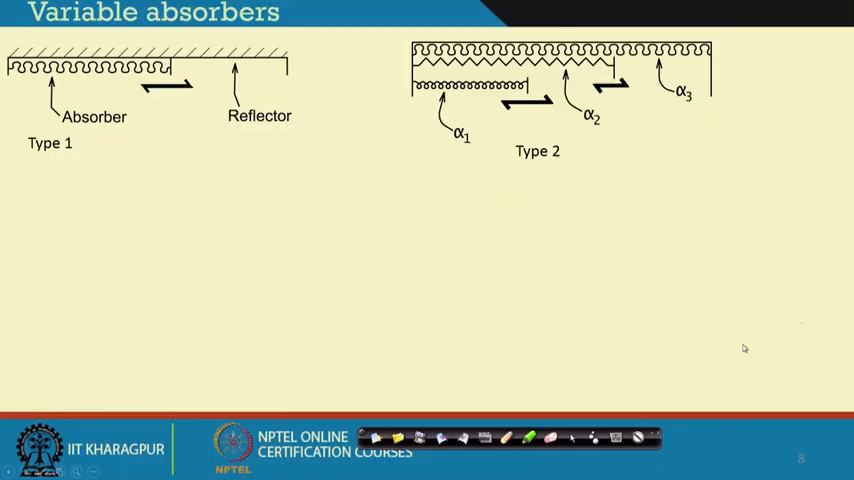 Variable absorbers
Absorber
Reflector
Type 1
α1
α2
α3
Type 2
IIT KHARAGPUR
NPTEL
NPTEL ONLINE
CERTIFICATION COURSES
8